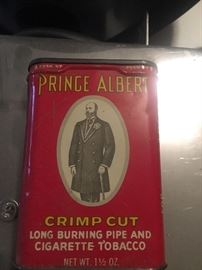 PRINCE ALBERT
CRIMP CUT
LONG BURNING PIPE AND
CIGARETTE TOBACCO
NET WT. 1½ OZ.